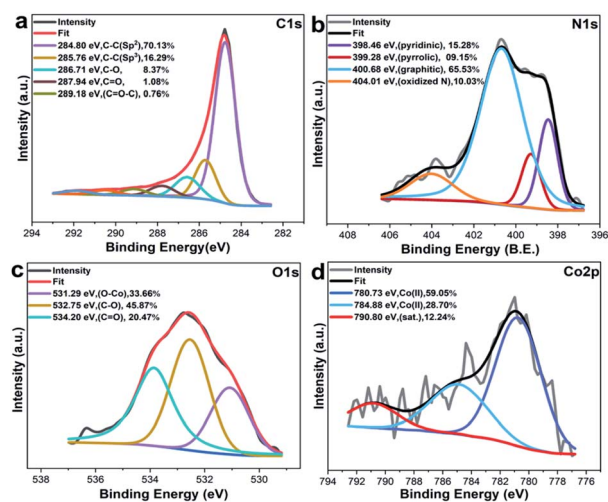 a
C1s
Intensity
Fit
284.80 eV,C-C(Sp²),70.13%
285.76 eV,C-C(Sp³),16.29%
286.71 eV,C-O, 8.37%
287.94 eV,C=O, 1.08%
289.18 eV,(C=O-C), 0.76%
Intensity (a.u.)
294 292 290 288 286 284 282
Binding Energy(eV)
b
N1s
Intensity
Fit
398.46 eV,(pyridinic), 15.28%
399.28 eV,(pyrrolic), 09.15%
400.68 eV,(graphitic), 65.53%
404.01 eV,(oxidized N),10.03%
Intensity (a.u.)
408 404 400 396
Binding Energy (B.E.)
c
O1s
Intensity
Fit
531.29 eV,(O-Co),33.66%
532.75 eV,(C-O), 45.87%
534.20 eV,(C=O), 20.47%
Intensity (a.u.)
538 536 534 532 530
Binding Energy (eV)
d
Co2p
Intensity
Fit
780.73 eV,Co(II),59.05%
784.88 eV,Co(II),28.70%
790.80 eV,(sat.),12.24%
Intensity (a.u.)
794 792 790 788 786 784 782 780 778 776
Binding Energy (eV)